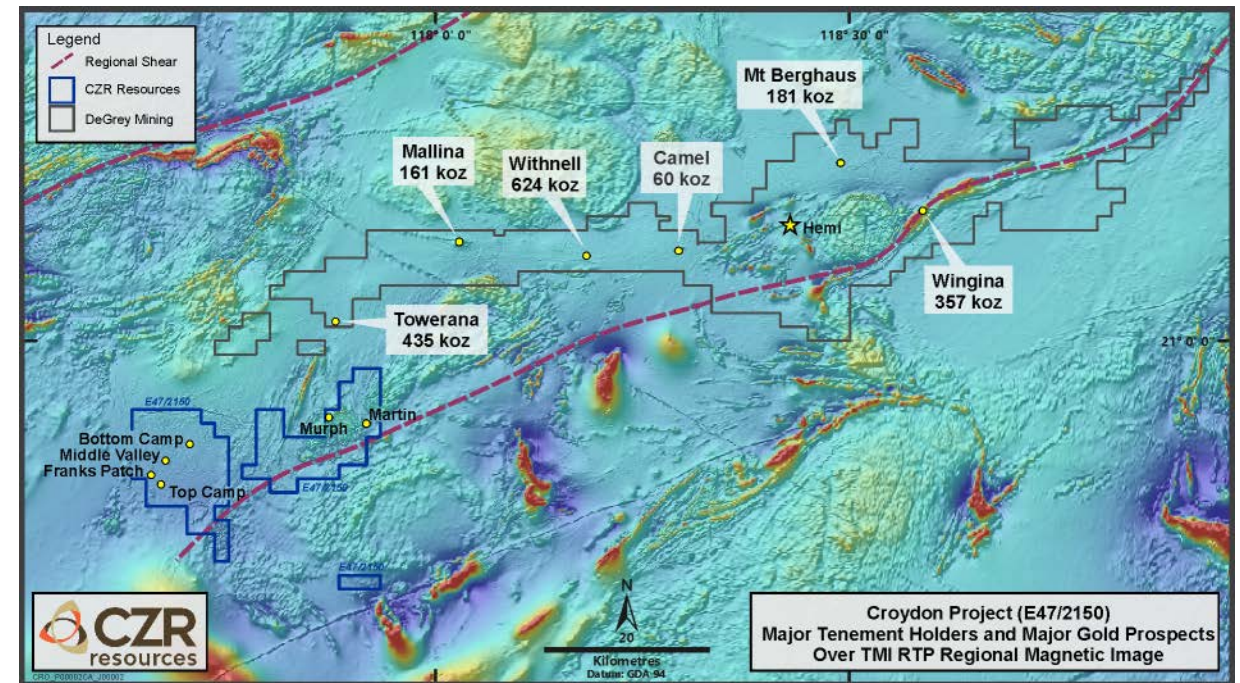 Legend
Regional Shear
CZR Resources
DeGrey Mining
118° 0' 0"
118° 30' 0"
Mt Berghaus
181 koz
Mallina
161 koz
Withnell
624 koz
Camel
60 koz
Hemi
Wingina
357 koz
Towerana
435 koz
21° 0' 0"
E47/2150
Bottom Camp
Middle Valley
Franks Patch
Top Camp
Murph
Martin
E47/2150
E47/2150
CZR
resources
CRO_P00002CA_J00002
N
20
Kilometres
Datum: GDA 94
Croydon Project (E47/2150)
Major Tenement Holders and Major Gold Prospects
Over TMI RTP Regional Magnetic Image